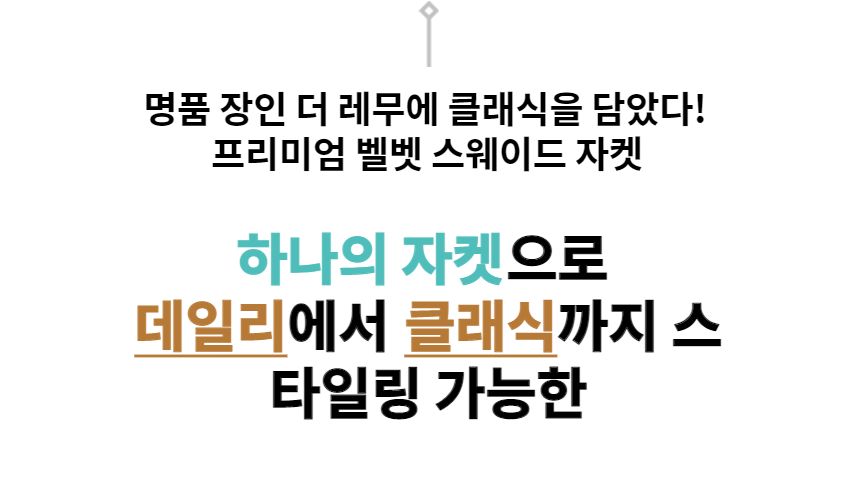 명품 장인 더 레무에 클래식을 담았다!
프리미엄 벨벳 스웨이드 자켓
하나의 자켓으로
데일리에서 클래식까지 스
타일링 가능한